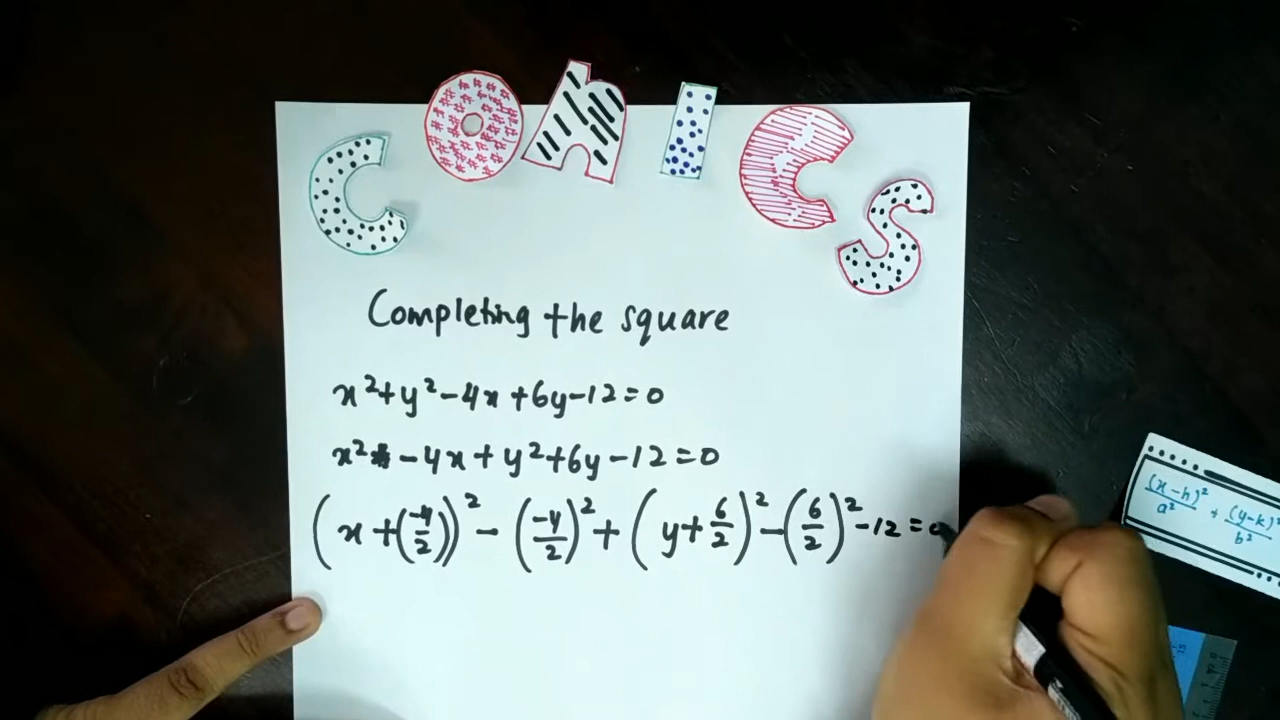 CONICS
Completing the square
x²+y²-4x+6y-12=0
x²-4x+y²+6y-12=0
(x+(-4/2))²-(-4/2)²+(y+6/2)²-(6/2)²-12=0
(x-h)²/a² + (y-k)²/b²